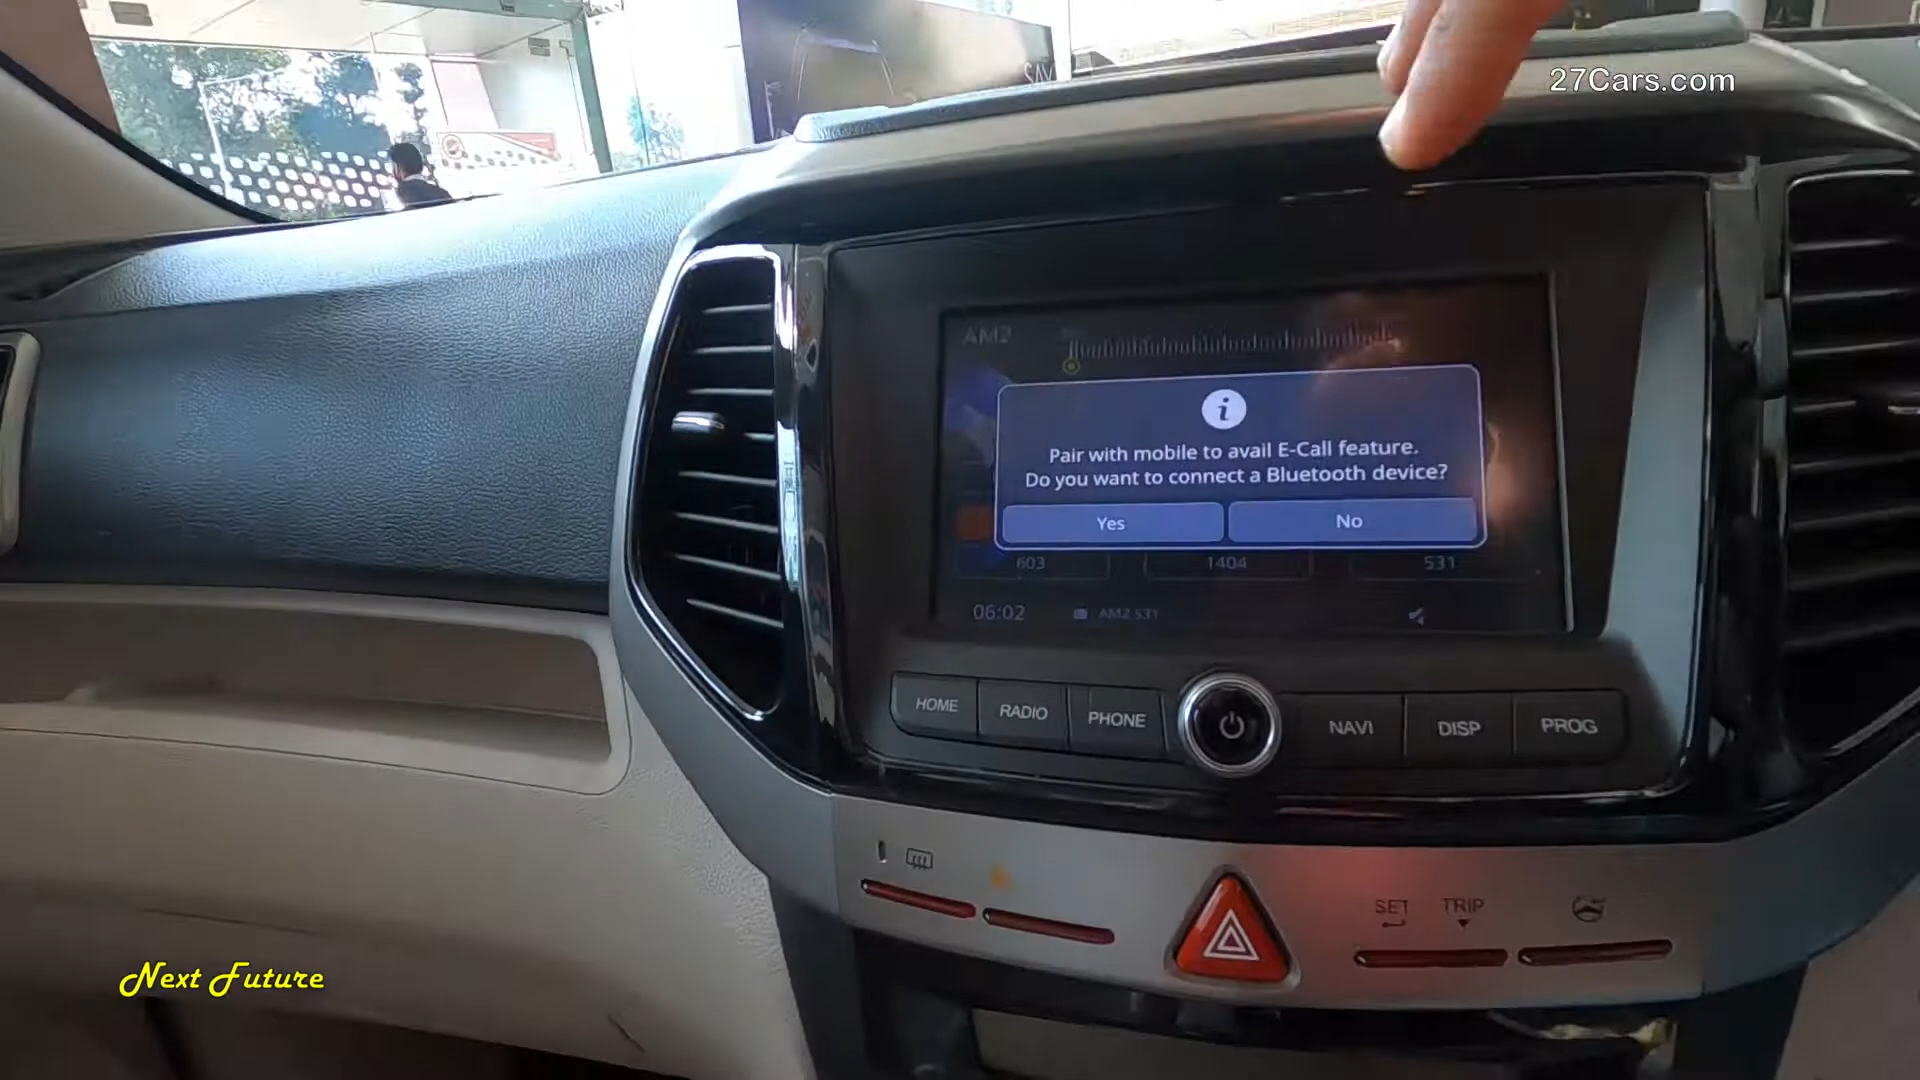 27Cars.com
SAV
AM2
Pair with mobile to avail E-Call feature.
Do you want to connect a Bluetooth device?
Yes No
603 1404 531
06:02 AM2 531
HOME RADIO PHONE NAVI DISP PROG
SET TRIP
Next Future